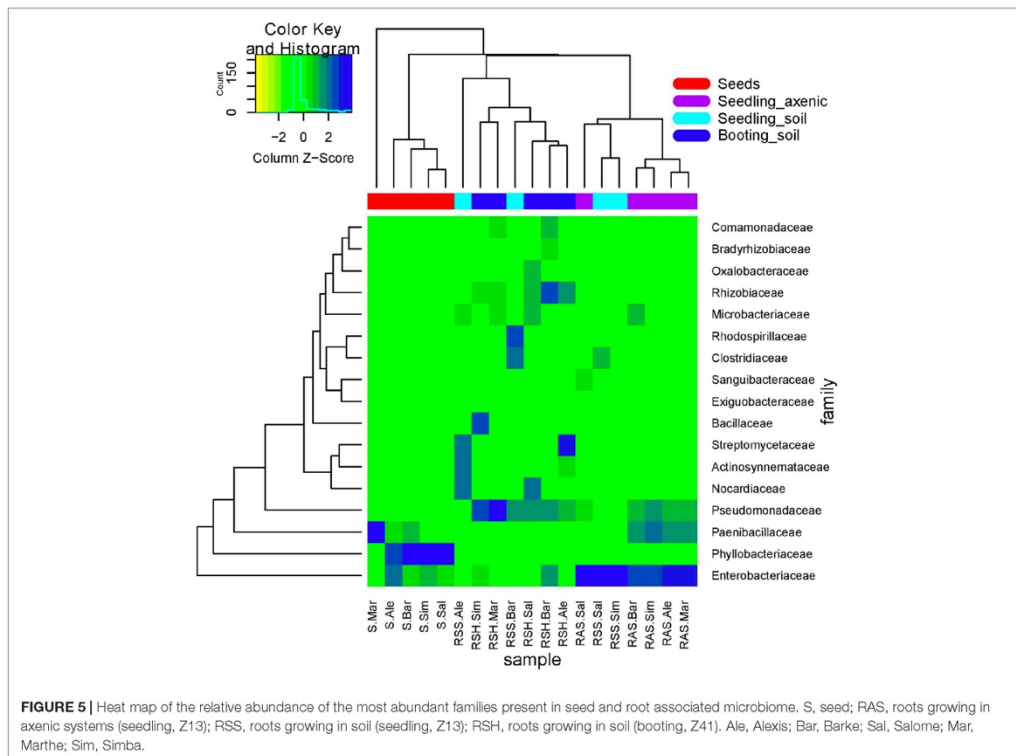 Color Key
and Histogram
Count
0
50
150
−2 0 2
Column Z-Score
Seeds
Seedling_axenic
Seedling_soil
Booting_soil
Comamonadaceae
Bradyrhizobiaceae
Oxalobacteraceae
Rhizobiaceae
Microbacteriaceae
Rhodospirillaceae
Clostridiaceae
Sanguibacteraceae
Exiguobacteraceae
Bacillaceae
Streptomycetaceae
Actinosynnemataceae
Nocardiaceae
Pseudomonadaceae
Paenibacillaceae
Phyllobacteriaceae
Enterobacteriaceae
family
S.Mar
S.Ale
S.Bar
S.Sim
S.Sal
RSS.Ale
RSH.Sim
RSH.Mar
RSS.Bar
RSH.Sal
RSH.Bar
RSH.Ale
RAS.Sal
RSS.Sal
RSS.Sim
RAS.Bar
RAS.Sim
RAS.Ale
RAS.Mar
sample
FIGURE 5 | Heat map of the relative abundance of the most abundant families present in seed and root associated microbiome. S, seed; RAS, roots growing in
axenic systems (seedling, Z13); RSS, roots growing in soil (seedling, Z13); RSH, roots growing in soil (booting, Z41). Ale, Alexis; Bar, Barke; Sal, Salome; Mar,
Marthe; Sim, Simba.